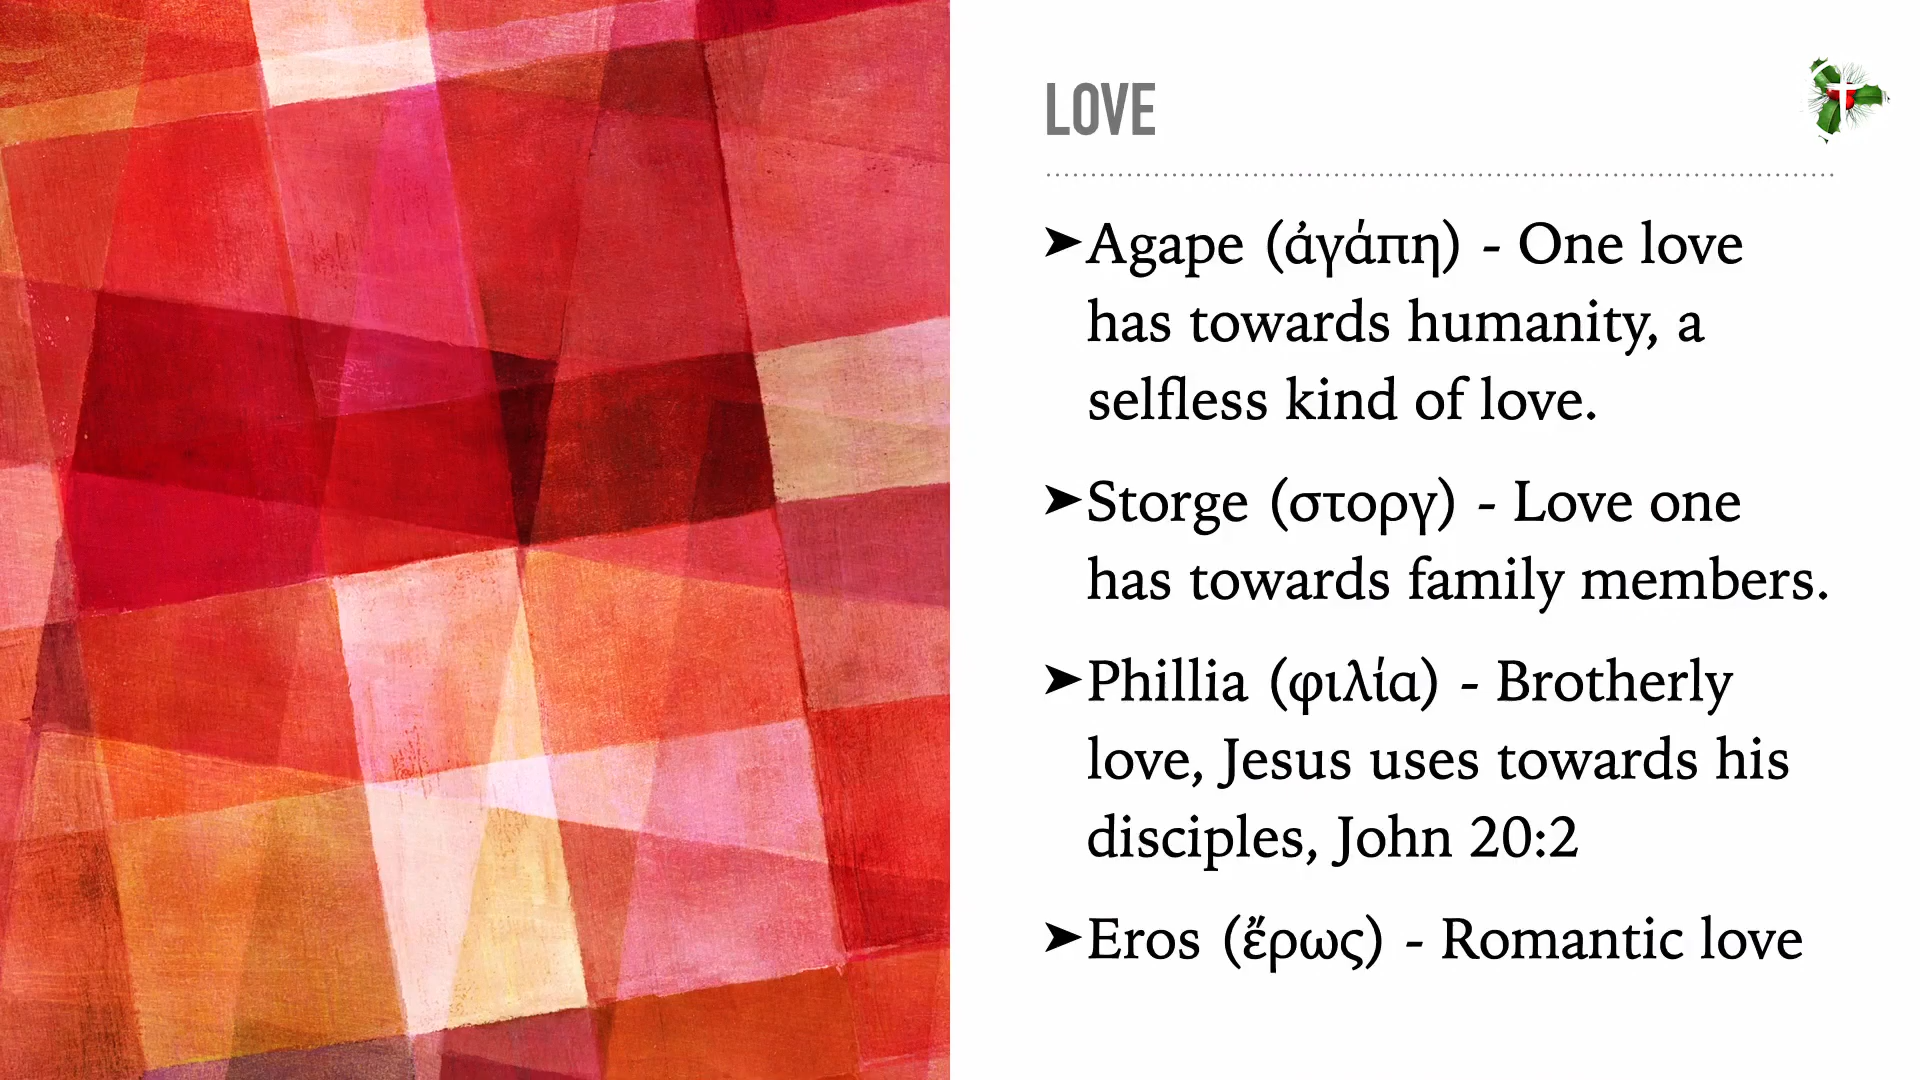 LOVE
➤Agape (ἀγάπη) - One love
has towards humanity, a
selfless kind of love.
➤Storge (στοργ) - Love one
has towards family members.
➤Phillia (φιλία) - Brotherly
love, Jesus uses towards his
disciples, John 20:2
➤Eros (ἔρως) - Romantic love